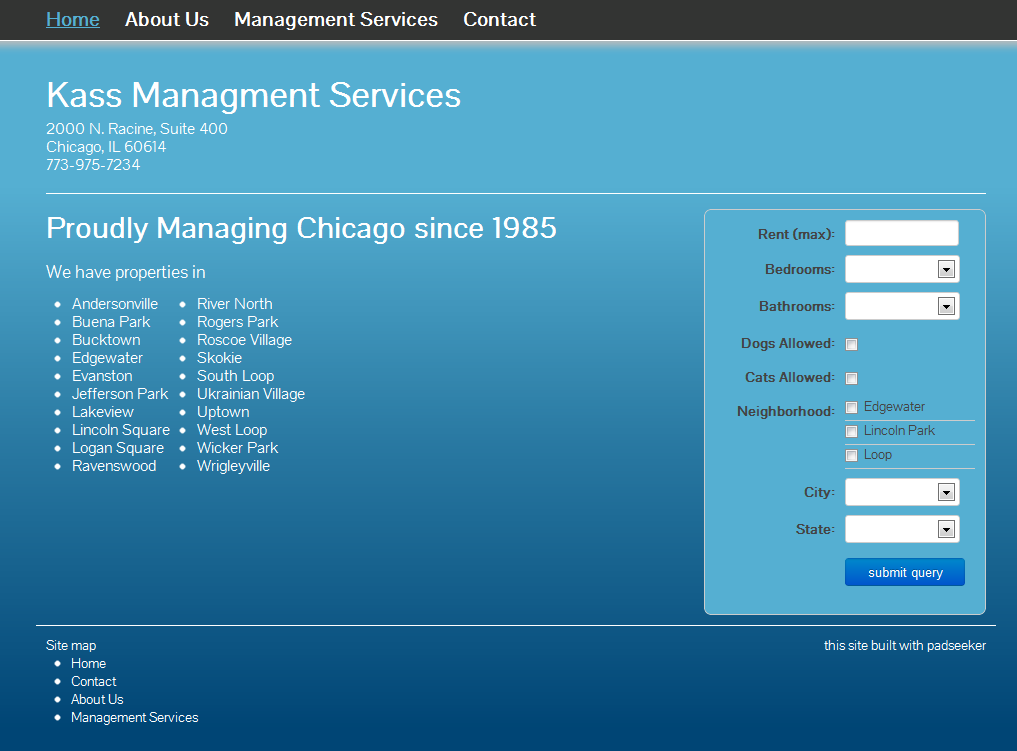 Home About Us Management Services Contact
Kass Managment Services
2000 N. Racine, Suite 400
Chicago, IL 60614
773-975-7234
Proudly Managing Chicago since 1985
We have properties in
Andersonville
Buena Park
Bucktown
Edgewater
Evanston
Jefferson Park
Lakeview
Lincoln Square
Logan Square
Ravenswood
River North
Rogers Park
Roscoe Village
Skokie
South Loop
Ukrainian Village
Uptown
West Loop
Wicker Park
Wrigleyville
Rent (max):
Bedrooms:
Bathrooms:
Dogs Allowed:
Cats Allowed:
Neighborhood: Edgewater
Lincoln Park
Loop
City:
State:
submit query
Site map
Home
Contact
About Us
Management Services
this site built with padseeker